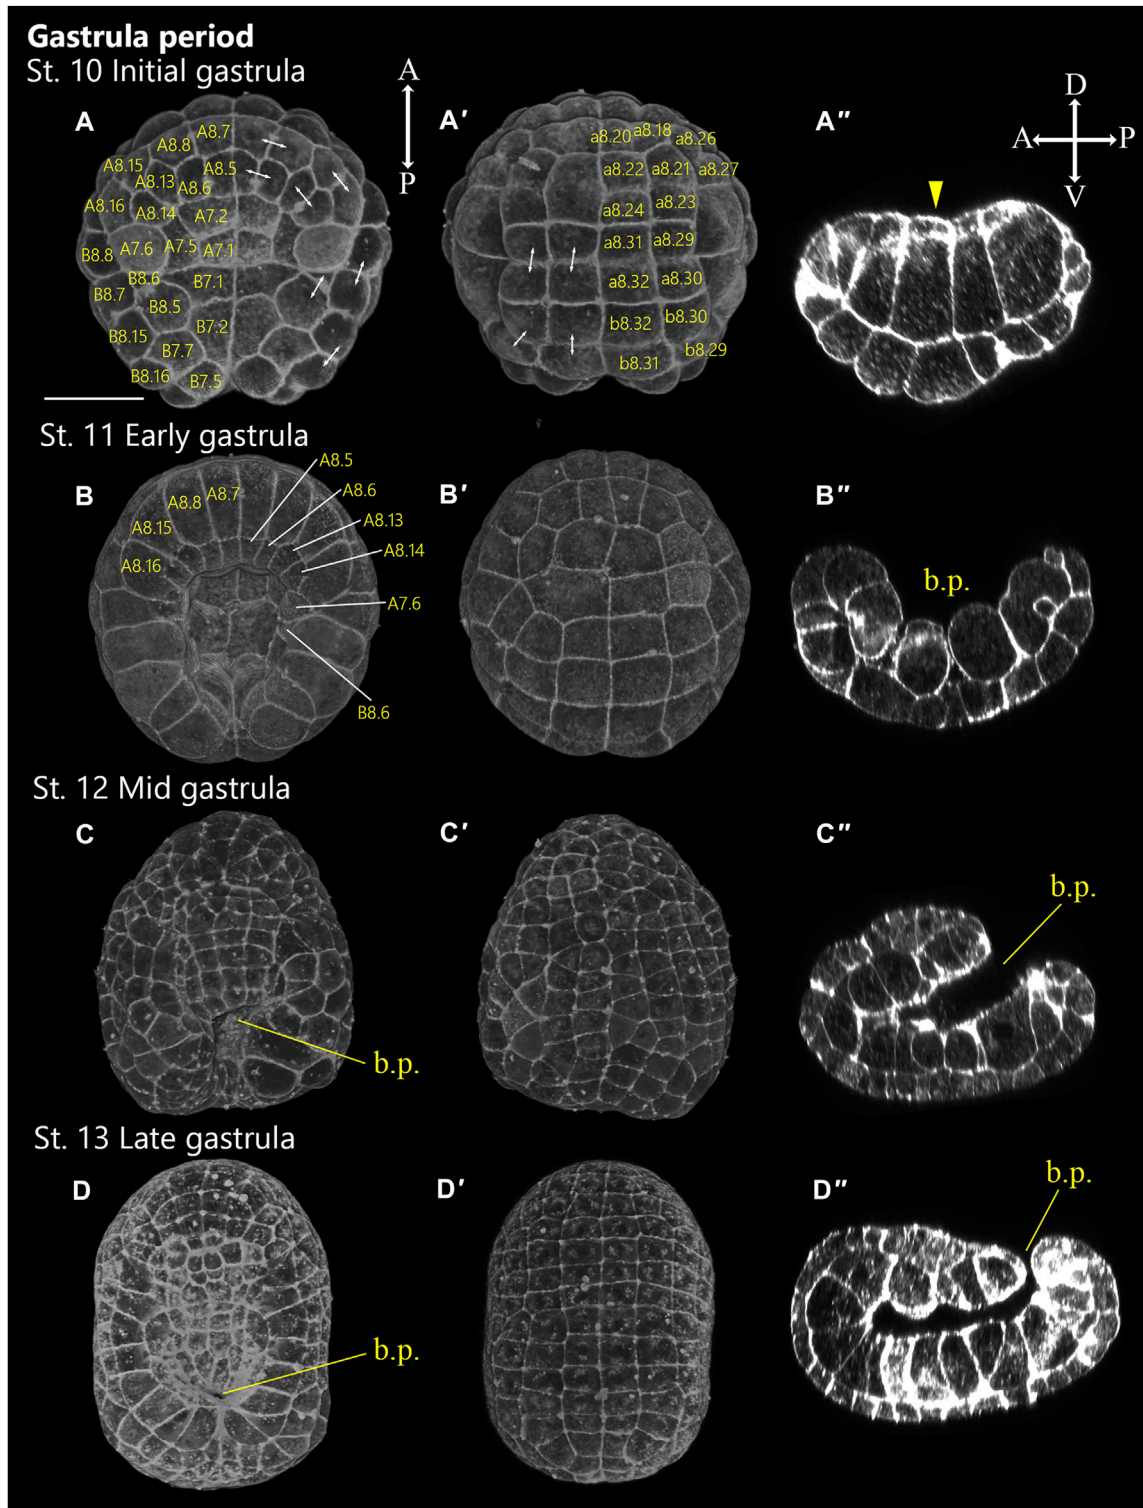 Gastrula period
St. 10 Initial gastrula
A
P
D
A
P
V
A
A8.7
A8.8
A8.15
A8.5
A8.13
A8.6
A8.16
A8.14
A7.2
B8.8
A7.6
A7.5
A7.1
B8.6
B7.1
B8.7
B8.5
B7.2
B8.15
B7.7
B8.16
B7.5
A′
a8.20
a8.18
a8.26
a8.22
a8.21
a8.27
a8.24
a8.23
a8.31
a8.29
a8.32
a8.30
b8.32
b8.30
b8.31
b8.29
A″
St. 11 Early gastrula
B
A8.7
A8.8
A8.15
A8.16
A8.5
A8.6
A8.13
A8.14
A7.6
B8.6
B′
B″
b.p.
St. 12 Mid gastrula
C
b.p.
C′
C″
b.p.
St. 13 Late gastrula
D
b.p.
D′
D″
b.p.